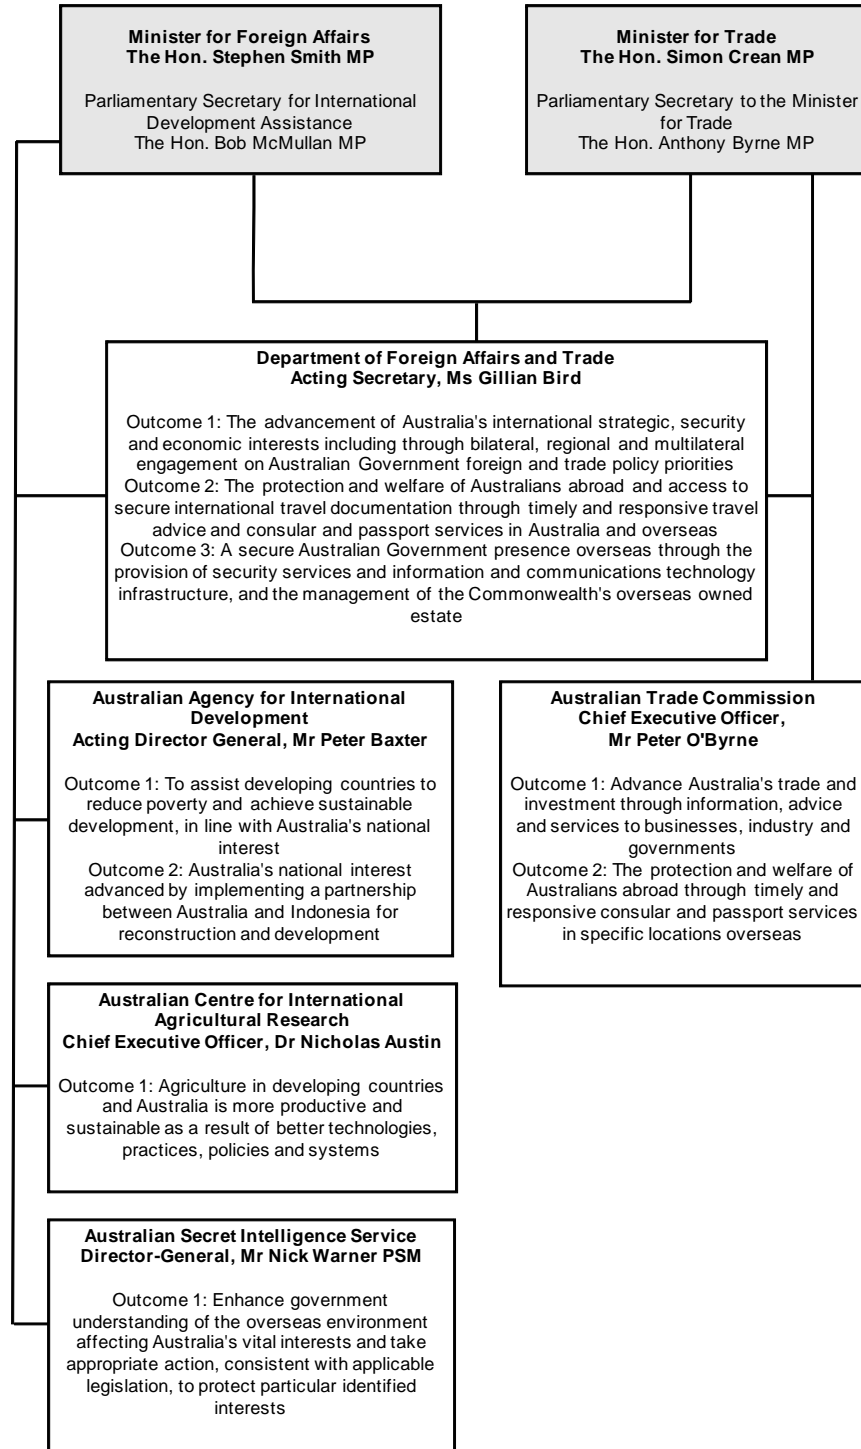 Minister for Foreign Affairs
The Hon. Stephen Smith MP
Parliamentary Secretary for International
Development Assistance
The Hon. Bob McMullan MP
Minister for Trade
The Hon. Simon Crean MP
Parliamentary Secretary to the Minister
for Trade
The Hon. Anthony Byrne MP
Department of Foreign Affairs and Trade
Acting Secretary, Ms Gillian Bird
Outcome 1: The advancement of Australia's international strategic, security
and economic interests including through bilateral, regional and multilateral
engagement on Australian Government foreign and trade policy priorities
Outcome 2: The protection and welfare of Australians abroad and access to
secure international travel documentation through timely and responsive travel
advice and consular and passport services in Australia and overseas
Outcome 3: A secure Australian Government presence overseas through the
provision of security services and information and communications technology
infrastructure, and the management of the Commonwealth's overseas owned
estate
Australian Agency for International
Development
Acting Director General, Mr Peter Baxter
Outcome 1: To assist developing countries to
reduce poverty and achieve sustainable
development, in line with Australia's national
interest
Outcome 2: Australia's national interest
advanced by implementing a partnership
between Australia and Indonesia for
reconstruction and development
Australian Trade Commission
Chief Executive Officer,
Mr Peter O'Byrne
Outcome 1: Advance Australia's trade and
investment through information, advice
and services to businesses, industry and
governments
Outcome 2: The protection and welfare of
Australians abroad through timely and
responsive consular and passport services
in specific locations overseas
Australian Centre for International
Agricultural Research
Chief Executive Officer, Dr Nicholas Austin
Outcome 1: Agriculture in developing countries
and Australia is more productive and
sustainable as a result of better technologies,
practices, policies and systems
Australian Secret Intelligence Service
Director-General, Mr Nick Warner PSM
Outcome 1: Enhance government
understanding of the overseas environment
affecting Australia's vital interests and take
appropriate action, consistent with applicable
legislation, to protect particular identified
interests